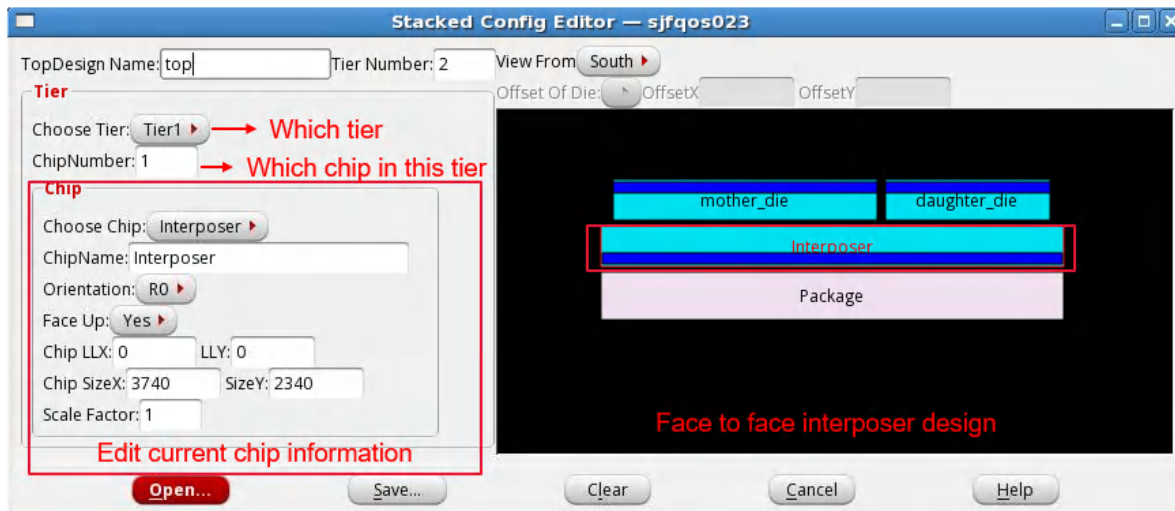 Stacked Config Editor — sjfqos023
TopDesign Name: top Tier Number: 2 View From South
Tier Offset Of Die: OffsetX OffsetY
Choose Tier: Tier1 Which tier
ChipNumber: 1 Which chip in this tier
Chip
Choose Chip: Interposer
ChipName: Interposer
Orientation: R0
Face Up: Yes
Chip LLX: 0 LLY: 0
Chip SizeX: 3740 SizeY: 2340
Scale Factor: 1
Edit current chip information
mother_die daughter_die
Interposer
Package
Face to face interposer design
Open... Save... Clear Cancel Help